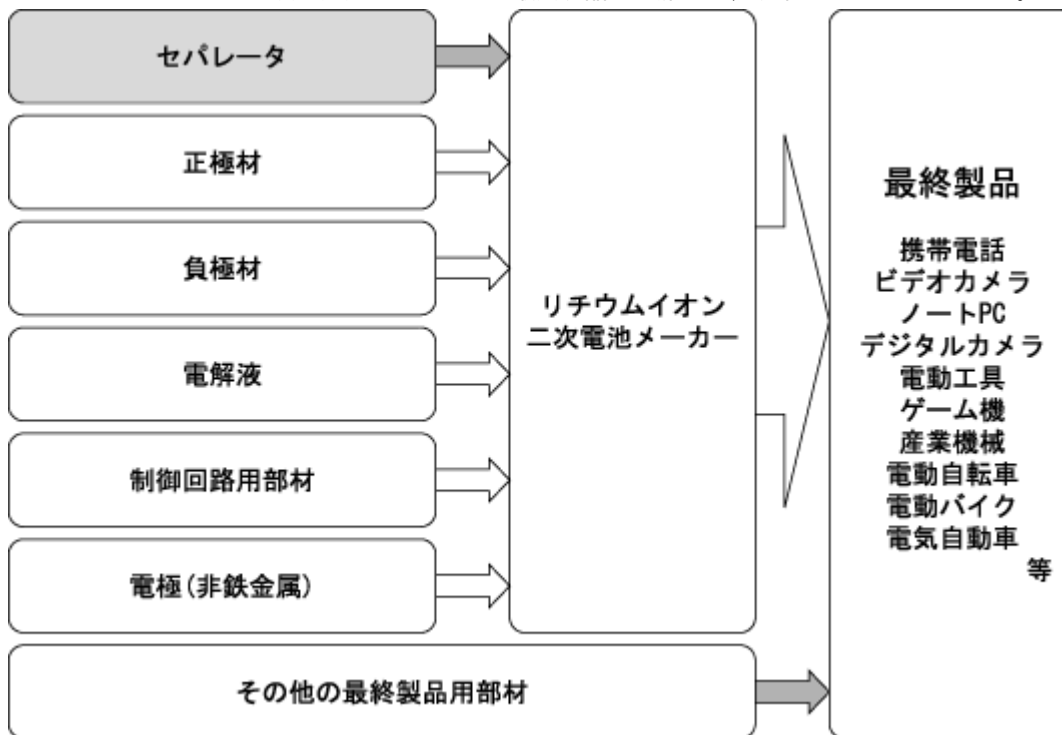 セパレータ
正極材
負極材
電解液
制御回路用部材
電極(非鉄金属)
その他の最終製品用部材
リチウムイオン
二次電池メーカー
最終製品
携帯電話
ビデオカメラ
ノートPC
デジタルカメラ
電動工具
ゲーム機
産業機械
電動自転車
電動バイク
電気自動車
等